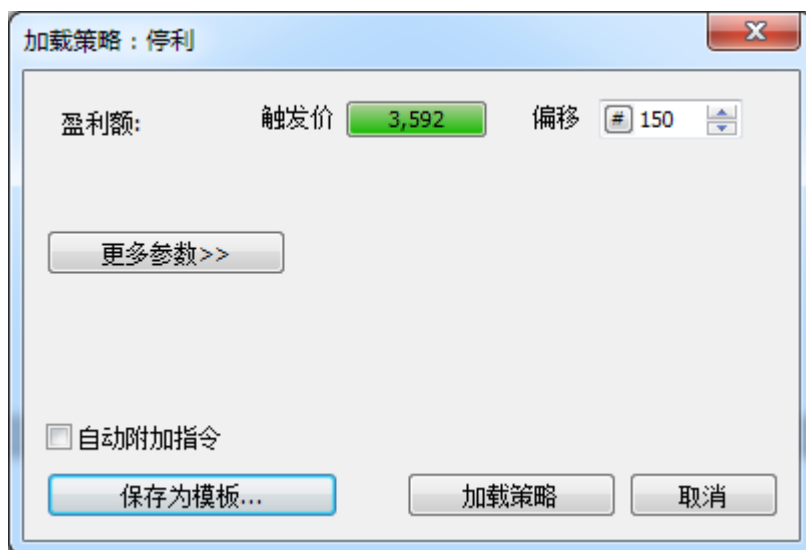 加载策略：停利
盈利额: 触发价 3,592 偏移 # 150
更多参数>>
自动附加指令
保存为模板... 加载策略 取消